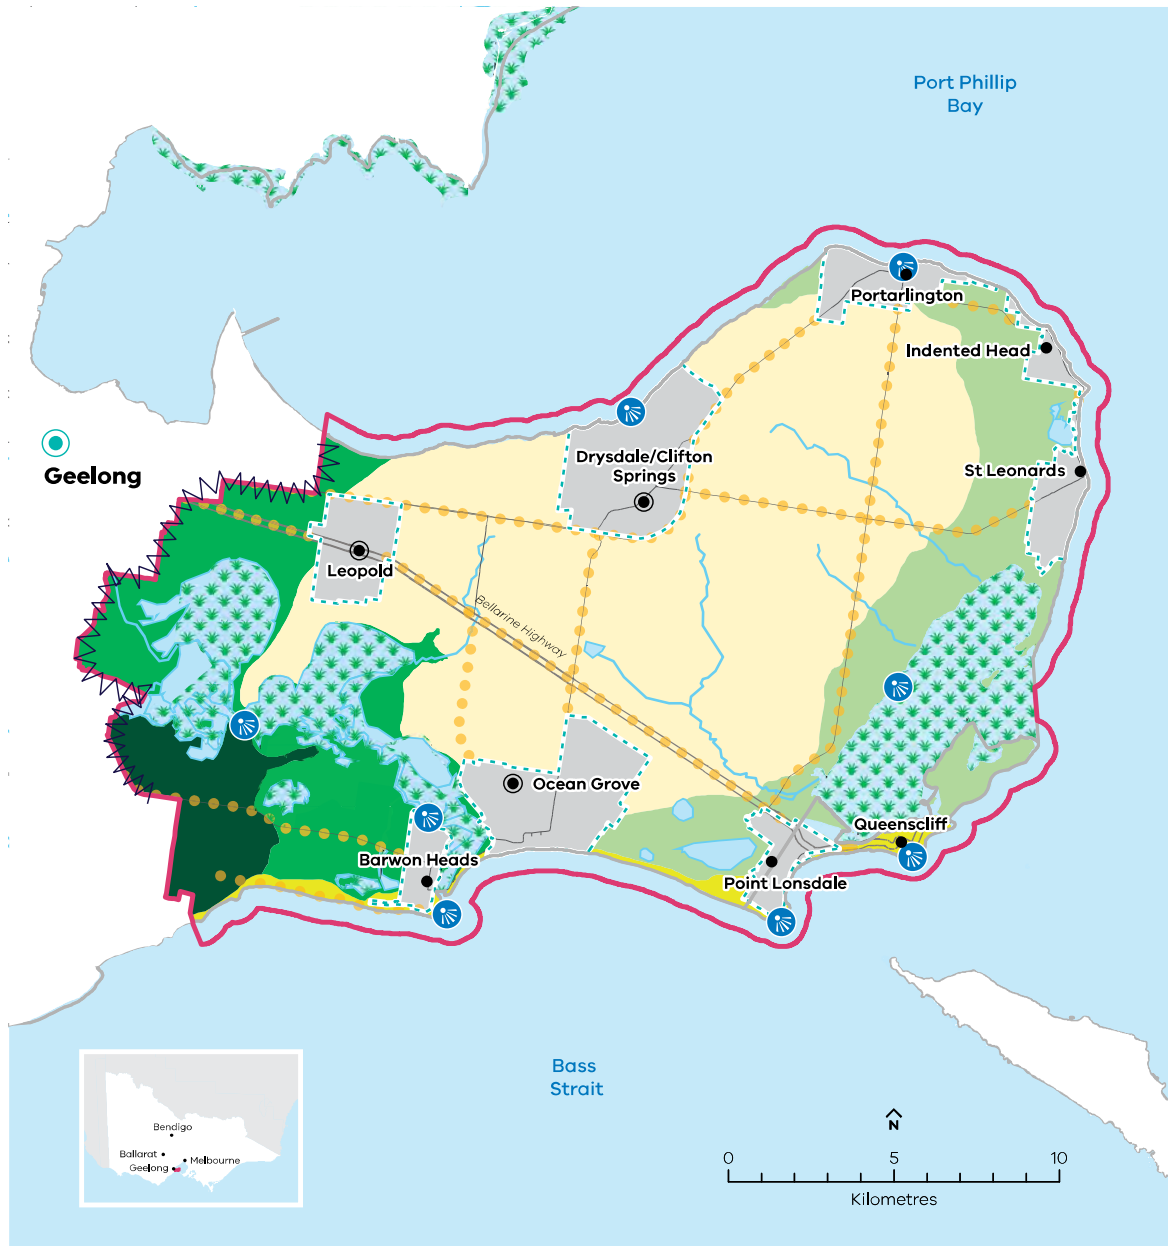 Port Phillip
Bay
Portarlington
Indented Head
Geelong
Drysdale/Clifton
Springs
St Leonards
Leopold
Bellarine Highway
Ocean Grove
Queenscliff
Barwon Heads
Point Lonsdale
Bass
Strait
Bendigo
Ballarat
Melbourne
Geelong
N
0 5 10
Kilometres